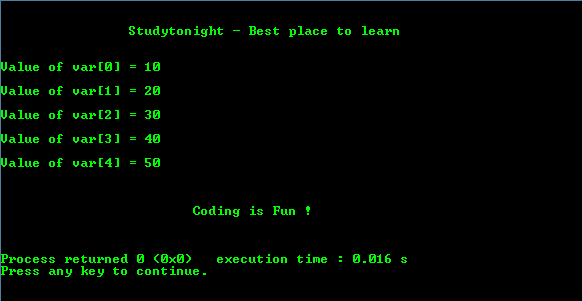 Studytonight - Best place to learn
Value of var[0] = 10
Value of var[1] = 20
Value of var[2] = 30
Value of var[3] = 40
Value of var[4] = 50
Coding is Fun !
Process returned 0 (0x0)   execution time : 0.016 s
Press any key to continue.